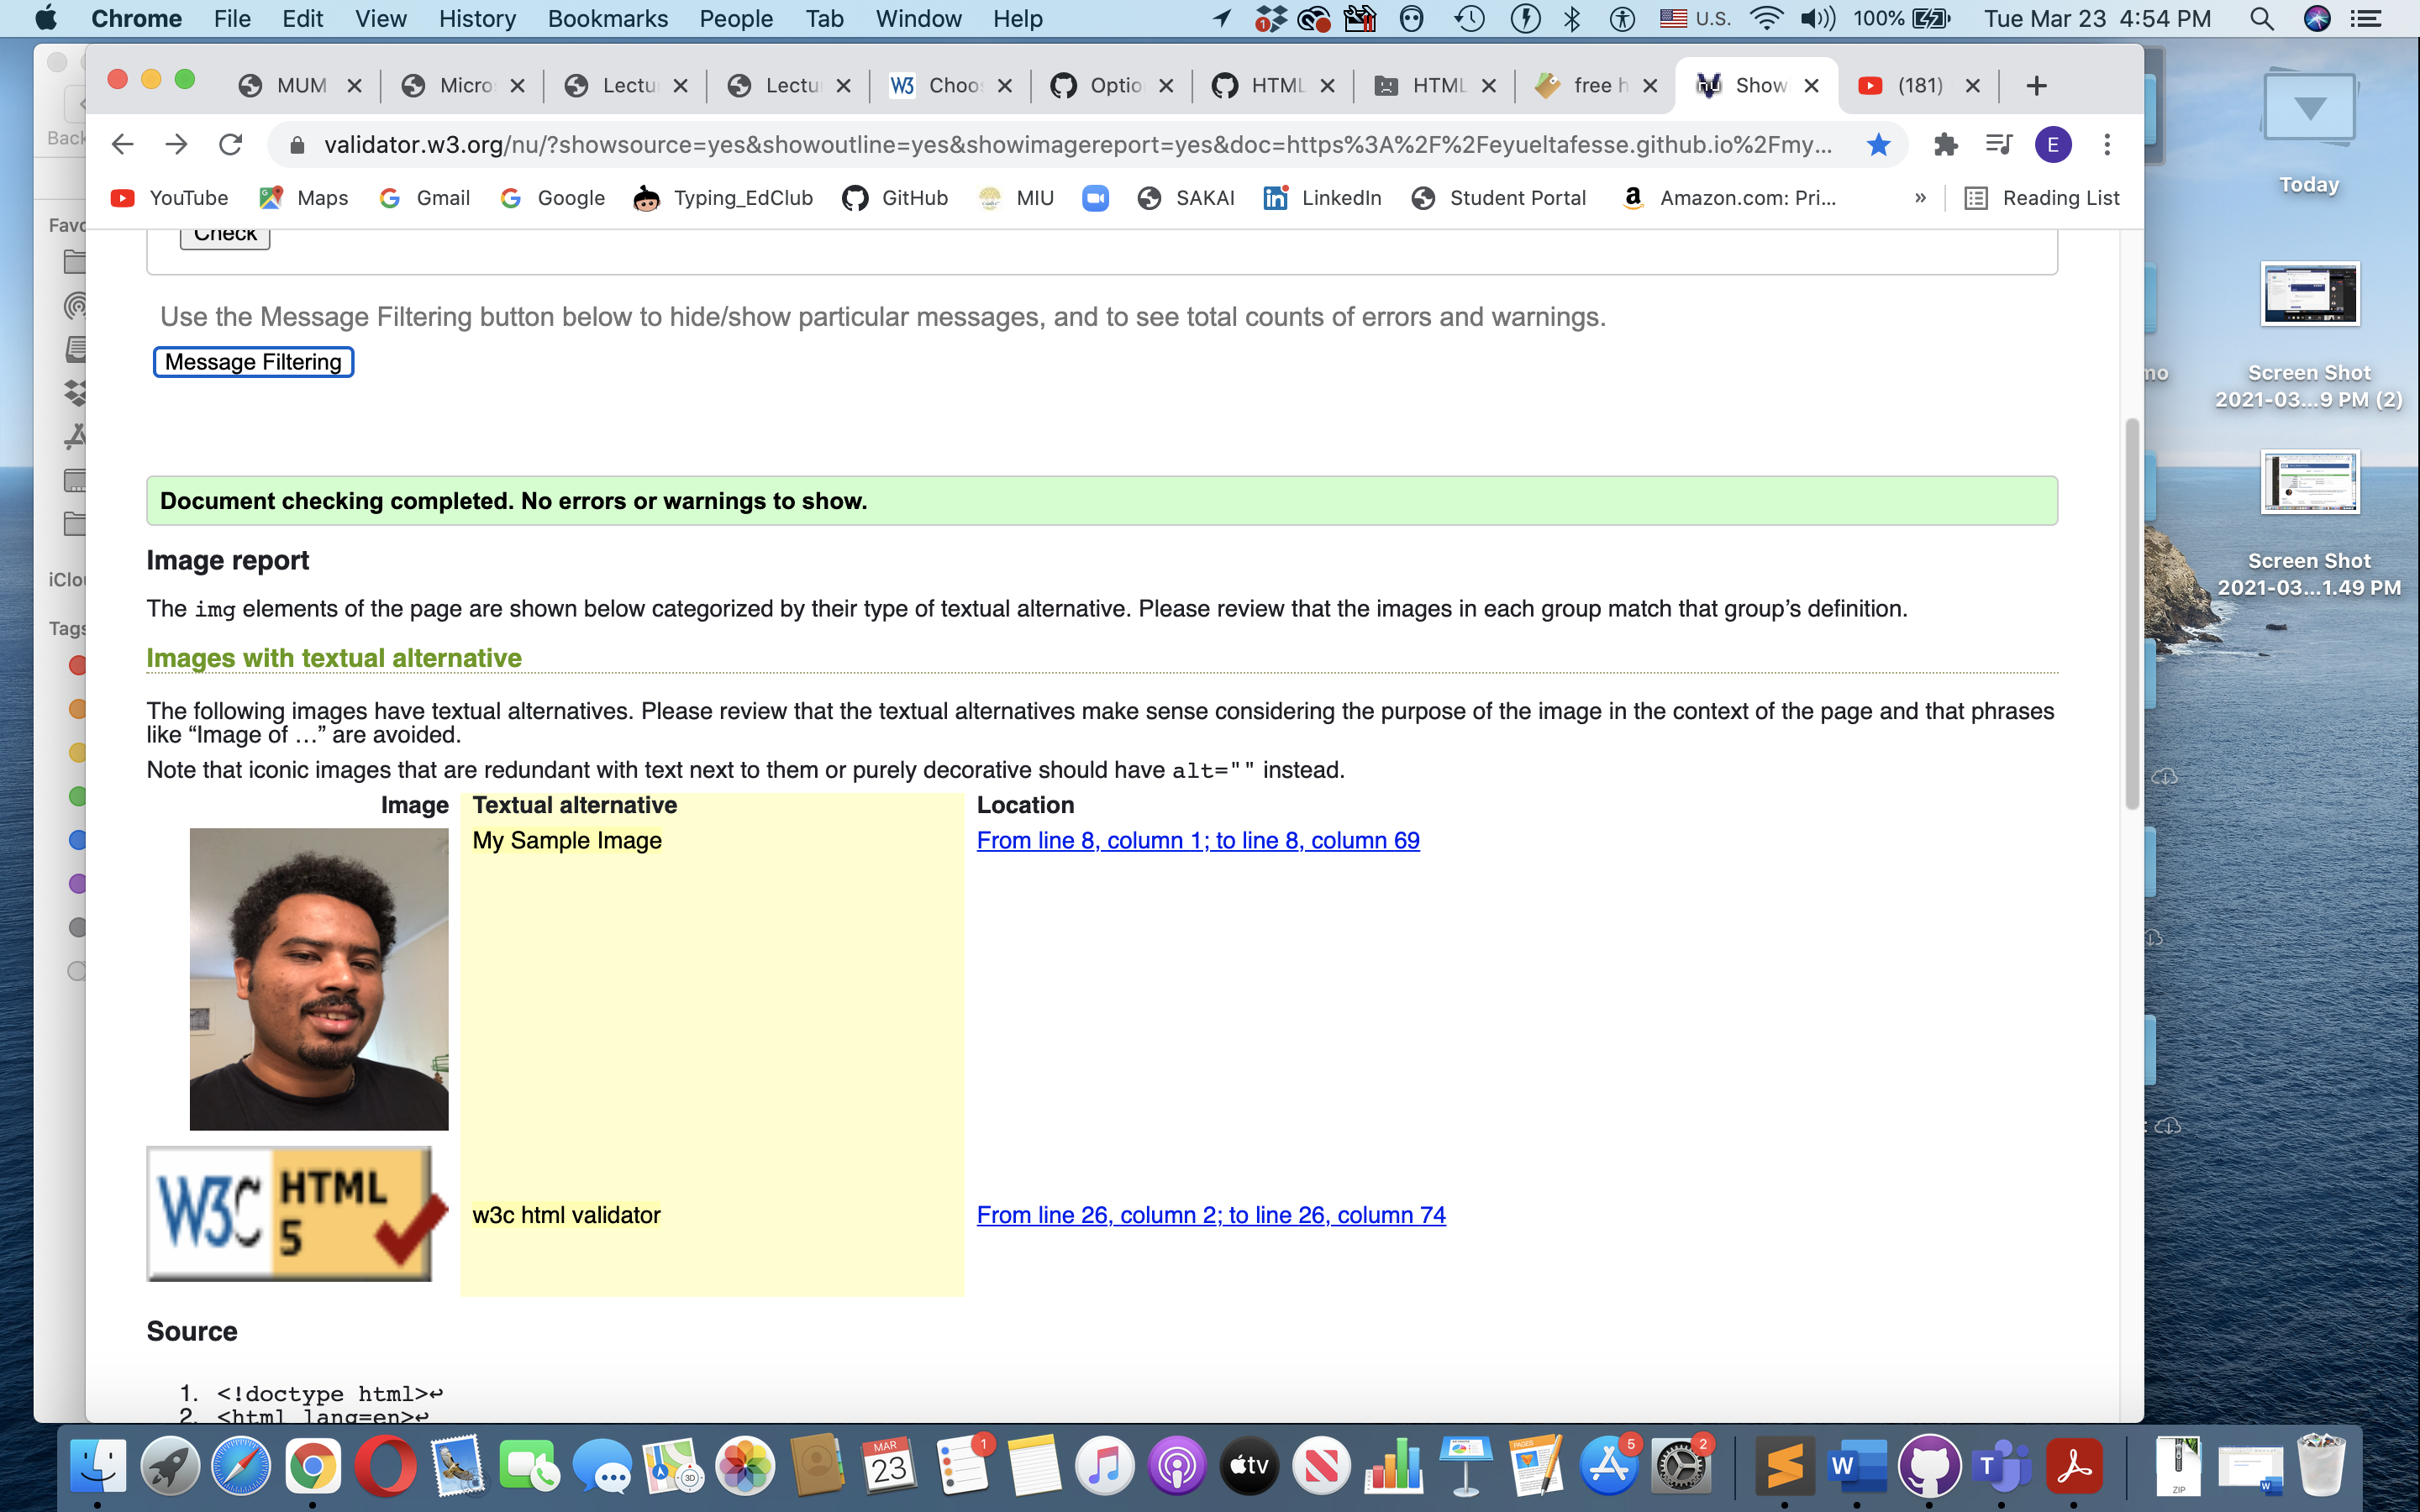 Chrome File Edit View History Bookmarks People Tab Window Help U.S. 100% Tue Mar 23 4:54 PM
MUM Micro Lectu Lectu Choos Optio HTML HTML free h Show (181)
validator.w3.org/nu/?showsource=yes&showoutline=yes&showimagereport=yes&doc=https%3A%2F%2Feyueltafesse.github.io%2Fmy... E
YouTube Maps Gmail Google Typing_EdClub GitHub MIU SAKAI LinkedIn Student Portal Amazon.com: Pri... » Reading List
Back
Favo
iClou
Tags
Check
Use the Message Filtering button below to hide/show particular messages, and to see total counts of errors and warnings.
Message Filtering
Document checking completed. No errors or warnings to show.
Image report
The img elements of the page are shown below categorized by their type of textual alternative. Please review that the images in each group match that group’s definition.
Images with textual alternative
The following images have textual alternatives. Please review that the textual alternatives make sense considering the purpose of the image in the context of the page and that phrases
like “Image of …” are avoided.
Note that iconic images that are redundant with text next to them or purely decorative should have alt="" instead.
Image Textual alternative Location
My Sample Image From line 8, column 1; to line 8, column 69
W3C HTML 5
w3c html validator From line 26, column 2; to line 26, column 74
Source
1. <!doctype html>↩
2. <html lang=en>↩
Today
mo
Screen Shot
2021-03...9 PM (2)
Screen Shot
2021-03...1.49 PM
MAR
23
1
3D
tv
PAGES
5
2
W
T
ZIP
W